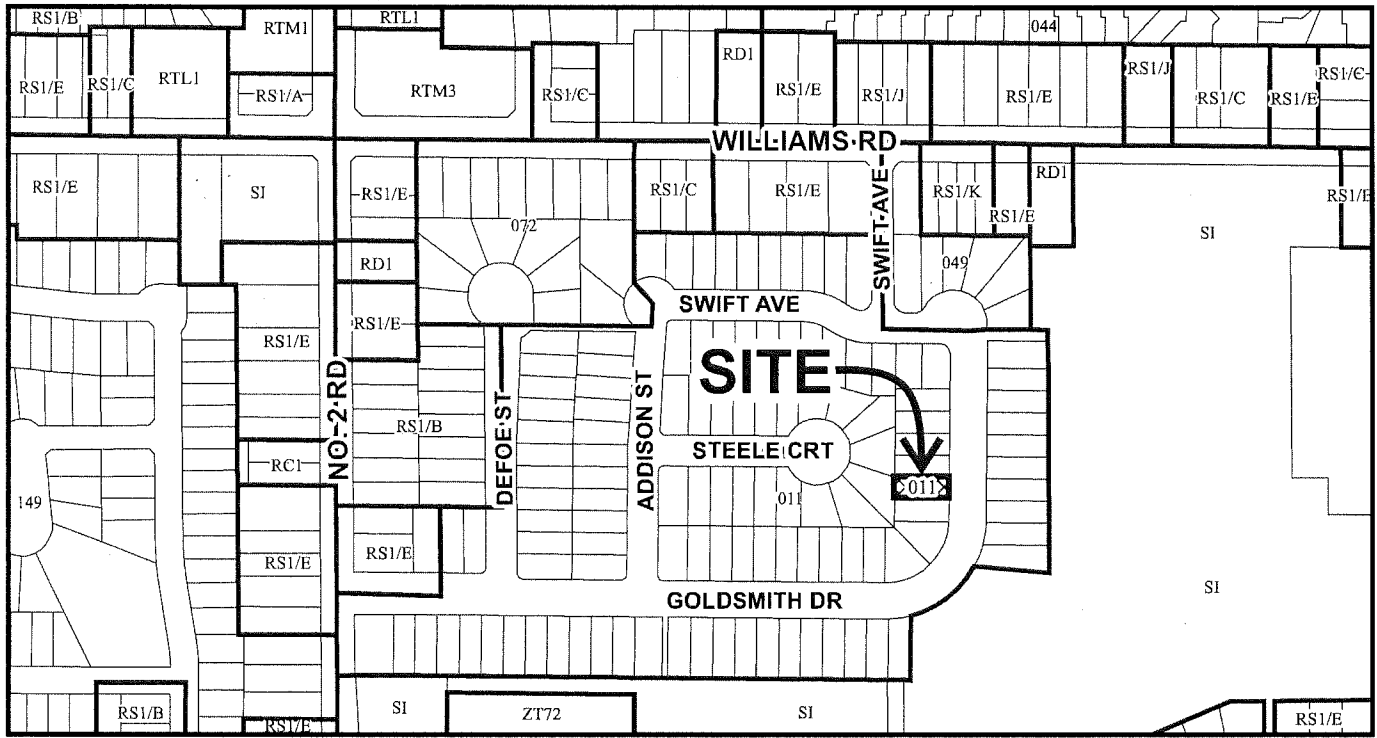 RS1/B
RTM1
RTL1
044
RS1/E
RS1/C
RTL1
RS1/A
RTM3
RS1/C
RD1
RS1/E
RS1/J
RS1/E
RS1/J
RS1/C
RS1/E
RS1/C
WILLIAMS RD
RS1/E
SI
RS1/E
072
RS1/C
RS1/E
SWIFT AVE
RS1/K
RS1/E
RD1
SI
RS1/E
RD1
049
SWIFT AVE
RS1/E
RS1/E
NO. 2 RD
SITE
RS1/B
DEFOE ST
ADDISON ST
STEELE CRT
RC1
149
011
011
RS1/E
RS1/E
GOLDSMITH DR
SI
RS1/B
RS1/E
SI
ZT72
SI
RS1/E